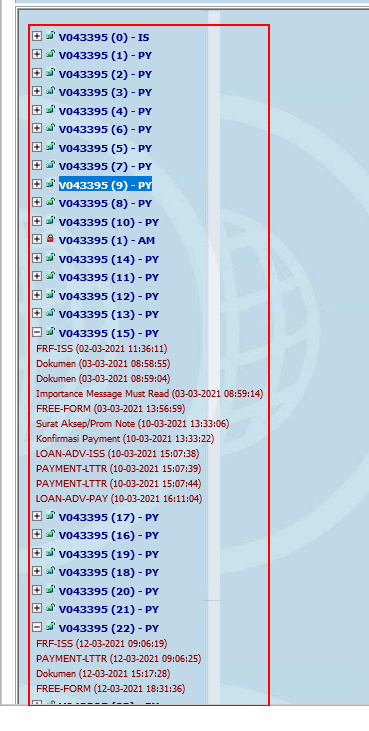 V043395 (0) - IS
V043395 (1) - PY
V043395 (2) - PY
V043395 (3) - PY
V043395 (4) - PY
V043395 (6) - PY
V043395 (5) - PY
V043395 (7) - PY
V043395 (9) - PY
V043395 (8) - PY
V043395 (10) - PY
V043395 (1) - AM
V043395 (14) - PY
V043395 (11) - PY
V043395 (12) - PY
V043395 (13) - PY
V043395 (15) - PY
FRF-ISS (02-03-2021 11:36:11)
Dokumen (03-03-2021 08:58:55)
Dokumen (03-03-2021 08:59:04)
Importance Message Must Read (03-03-2021 08:59:14)
FREE-FORM (03-03-2021 13:56:59)
Surat Aksep/Prom Note (10-03-2021 13:33:06)
Konfirmasi Payment (10-03-2021 13:33:22)
LOAN-ADV-ISS (10-03-2021 15:07:38)
PAYMENT-LTTR (10-03-2021 15:07:39)
PAYMENT-LTTR (10-03-2021 15:07:44)
LOAN-ADV-PAY (10-03-2021 16:11:04)
V043395 (17) - PY
V043395 (16) - PY
V043395 (19) - PY
V043395 (18) - PY
V043395 (20) - PY
V043395 (21) - PY
V043395 (22) - PY
FRF-ISS (12-03-2021 09:06:19)
PAYMENT-LTTR (12-03-2021 09:06:25)
Dokumen (12-03-2021 15:17:28)
FREE-FORM (12-03-2021 18:31:36)